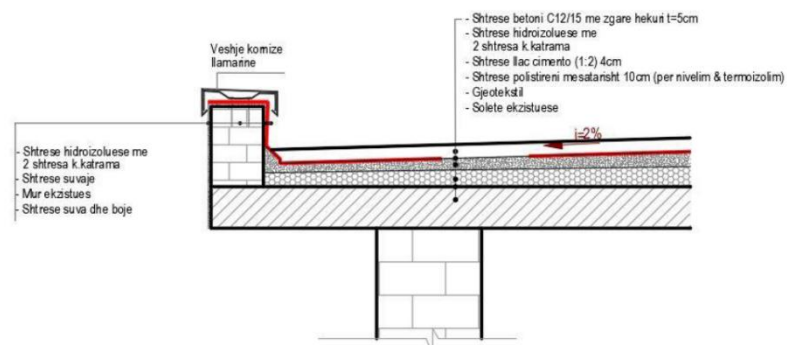 - Shtrese betoni C12/15 me zgare hekuri t=5cm
- Shtrese hidroizoluese me
2 shtresa k.katrama
- Shtrese llac cimento (1:2) 4cm
- Shtrese polistireni mesatarisht 10cm (per nivelim & termoizolim)
- Gjeotekstil
- Solete ekzistuese
Veshje kornize
llamarine
i=2%
- Shtrese hidroizoluese me
2 shtresa k.katrama
- Shtrese suvaje
- Mur ekzistues
- Shtrese suva dhe boje